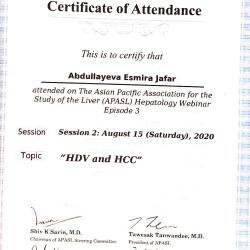 Certificate of Attendance
This is to certify that
Abdullayeva Esmira Jafar
attended on The Asian Pacific Association for the
Study of the Liver (APASL) Hepatology Webinar
Episode 3
Session Session 2: August 15 (Saturday), 2020
Topic "HDV and HCC"
Shiv K Sarin, M.D. Tawesak Tanwandee, M.D.
Chairman of APASL Steering Committee President of APASL